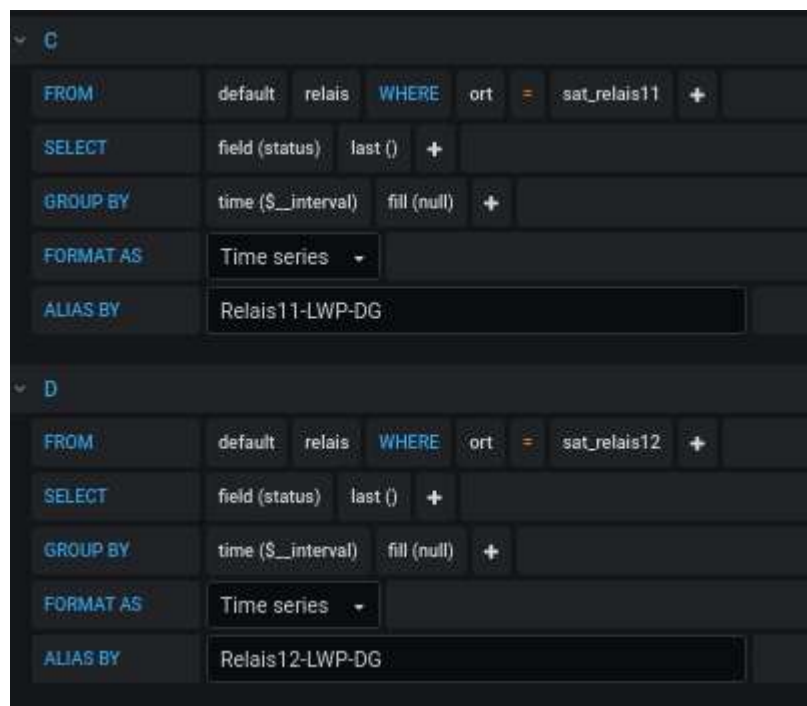 C
FROM default relais WHERE ort = sat_relais11 +
SELECT field (status) last () +
GROUP BY time ($__interval) fill (null) +
FORMAT AS Time series
ALIAS BY Relais11-LWP-DG
D
FROM default relais WHERE ort = sat_relais12 +
SELECT field (status) last () +
GROUP BY time ($__interval) fill (null) +
FORMAT AS Time series
ALIAS BY Relais12-LWP-DG